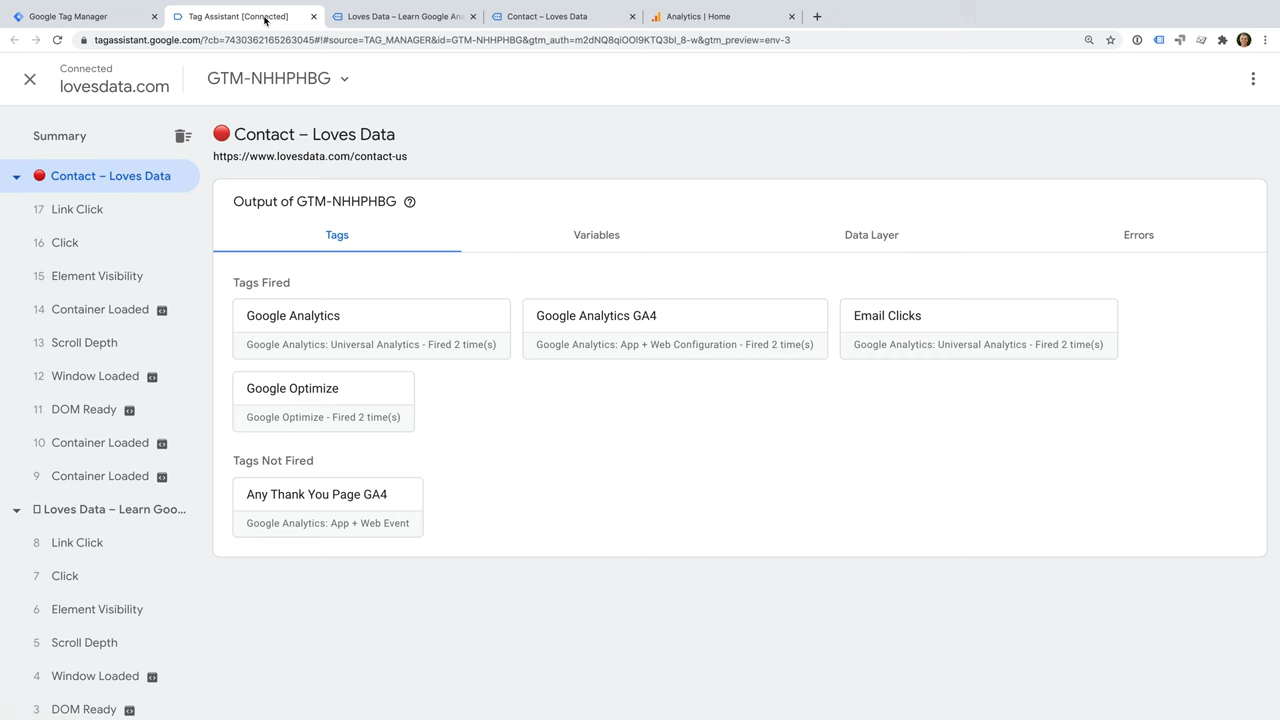 Google Tag Manager
Tag Assistant [Connected]
Loves Data – Learn Google An
Contact – Loves Data
Analytics | Home
tagassistant.google.com/?cb=7430362165263045#!#source=TAG_MANAGER&id=GTM-NHHPHBG&gtm_auth=m2dNQ8qiOOl9KTQ3bl_8-w&gtm_preview=env-3
Connected
lovesdata.com
GTM-NHHPHBG
Summary
Contact – Loves Data
17 Link Click
16 Click
15 Element Visibility
14 Container Loaded
13 Scroll Depth
12 Window Loaded
11 DOM Ready
10 Container Loaded
9 Container Loaded
Loves Data – Learn Goo...
8 Link Click
7 Click
6 Element Visibility
5 Scroll Depth
4 Window Loaded
3 DOM Ready
Contact – Loves Data
https://www.lovesdata.com/contact-us
Output of GTM-NHHPHBG
Tags
Variables
Data Layer
Errors
Tags Fired
Google Analytics
Google Analytics: Universal Analytics - Fired 2 time(s)
Google Analytics GA4
Google Analytics: App + Web Configuration - Fired 2 time(s)
Email Clicks
Google Analytics: Universal Analytics - Fired 2 time(s)
Google Optimize
Google Optimize - Fired 2 time(s)
Tags Not Fired
Any Thank You Page GA4
Google Analytics: App + Web Event